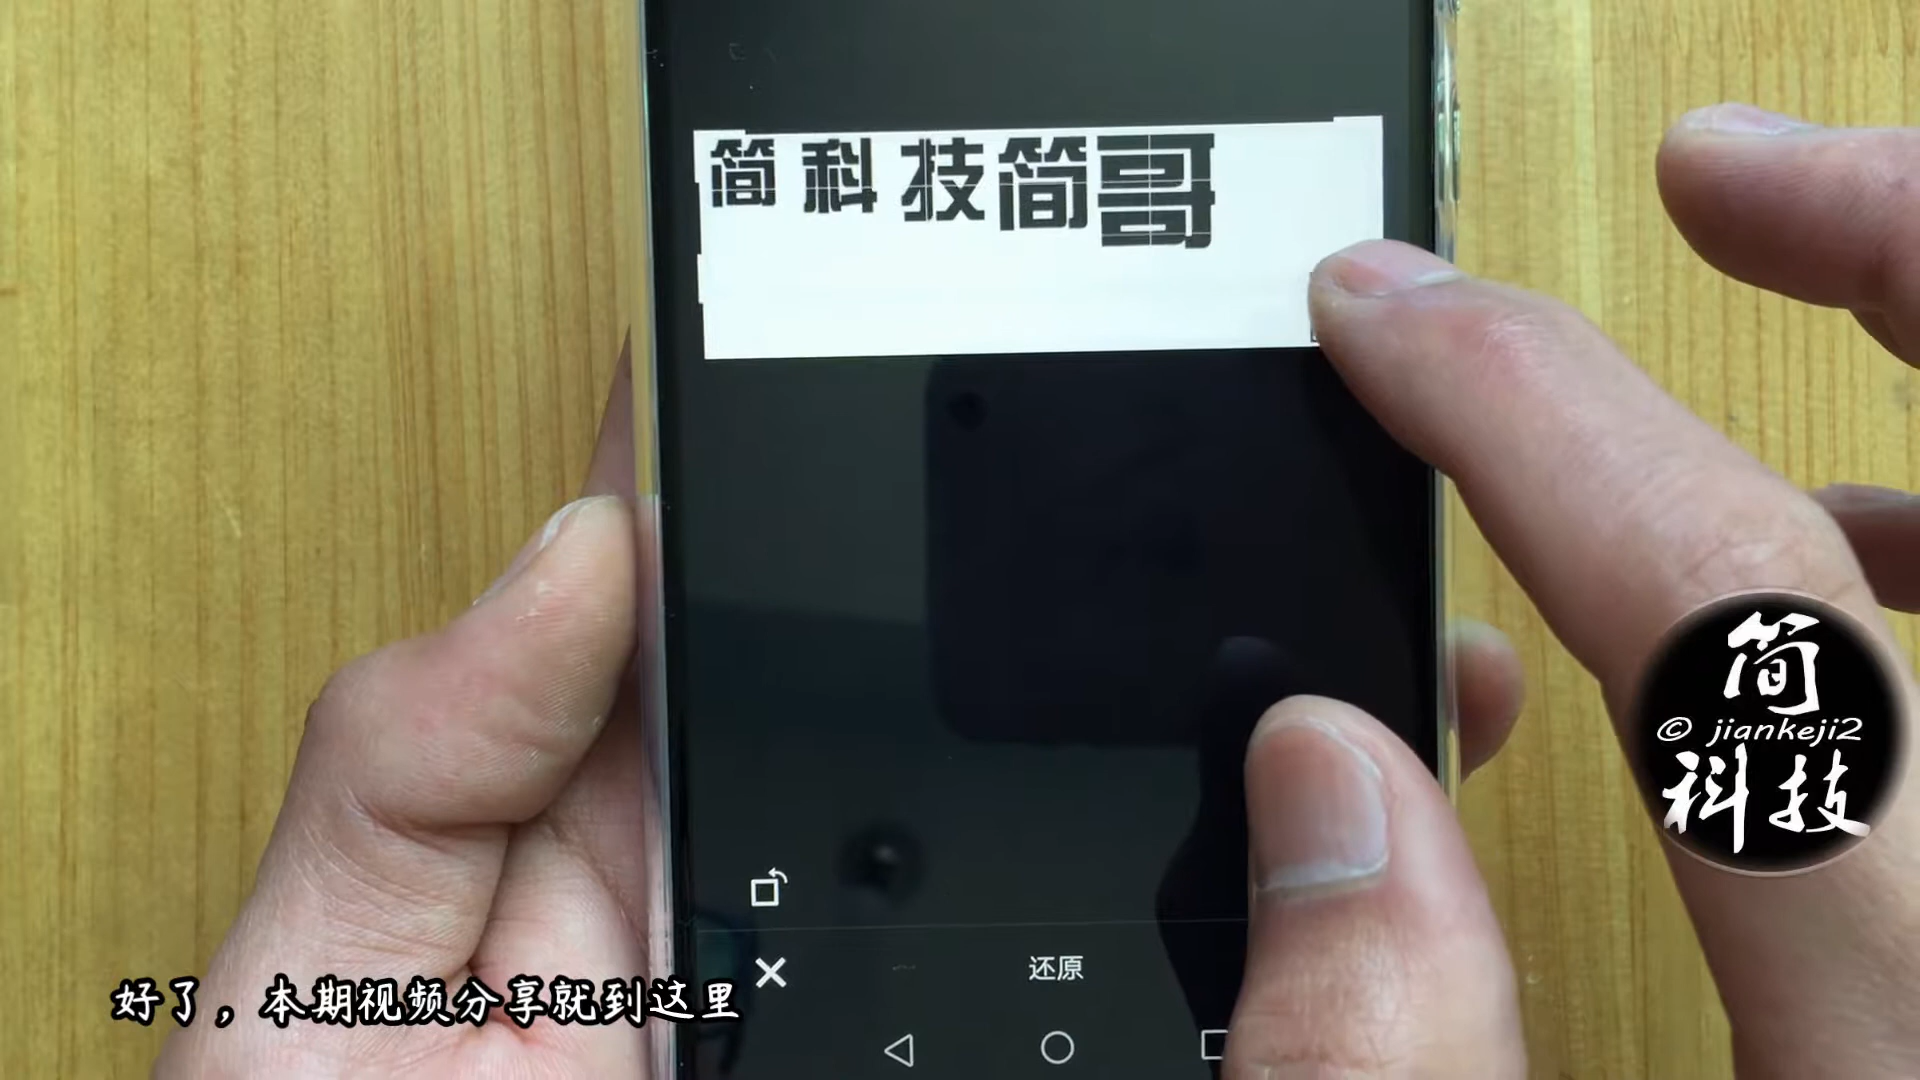 简科技简哥
简
© jiankeji2
科技
还原
好了，本期视频分享就到这里